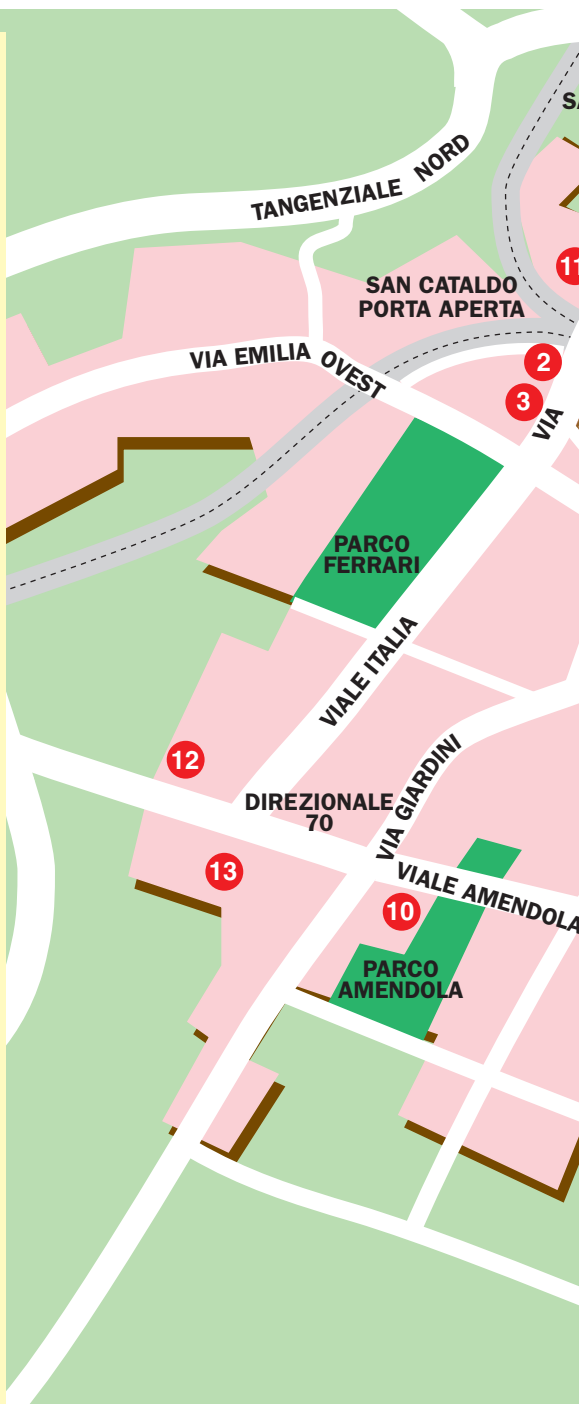 SA
TANGENZIALE NORD
11
SAN CATALDO
PORTA APERTA
VIA EMILIA OVEST
2
3
VIA
PARCO
FERRARI
VIALE ITALIA
12
DIREZIONALE
70
VIA GIARDINI
13
VIALE AMENDOLA
10
PARCO
AMENDOLA